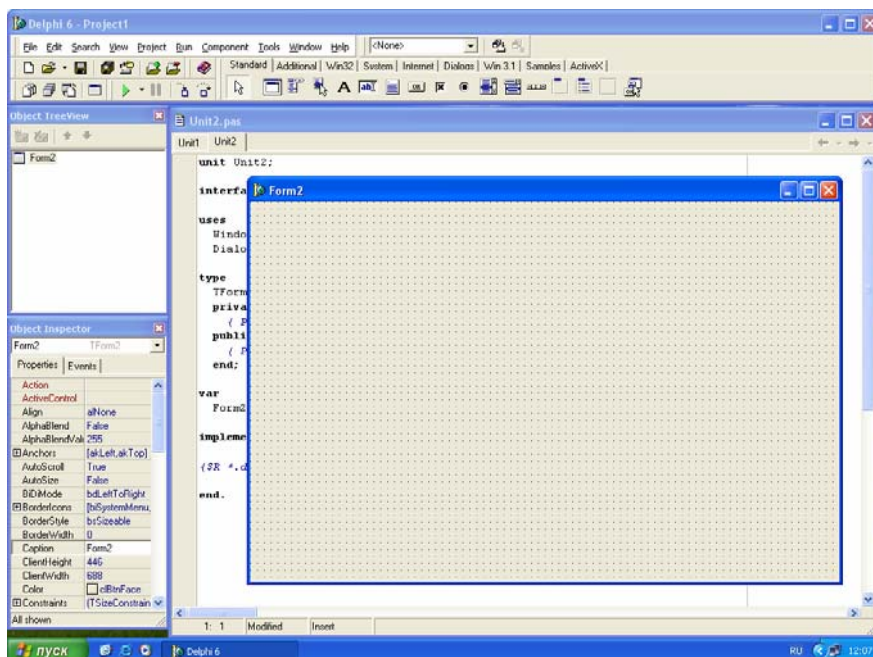 Delphi 6 - Project1
File Edit Search View Project Run Component Tools Window Help <None>
Standard Additional Win32 System Internet Dialogs Win 3.1 Samples ActiveX
Object TreeView
Form2
Unit2.pas
Unit1 Unit2
unit Unit2;
interfa
uses
Windo
Dialo
type
TForm
priva
{ P
publi
{ P
end;
var
Form2
impleme
{$R *.d
end.
Form2
Object Inspector
Form2 TForm2
Properties Events
Action
ActiveControl
Align alNone
AlphaBlend False
AlphaBlendVal 255
Anchors [akLeft,akTop]
AutoScroll True
AutoSize False
BiDiMode bdLeftToRight
BorderIcons [biSystemMenu,
BorderStyle bsSizeable
BorderWidth 0
Caption Form2
ClientHeight 446
ClientWidth 688
Color clBtnFace
Constraints (TSizeConstrain
All shown
1: 1 Modified Insert
пуск Delphi 6 RU 12:07